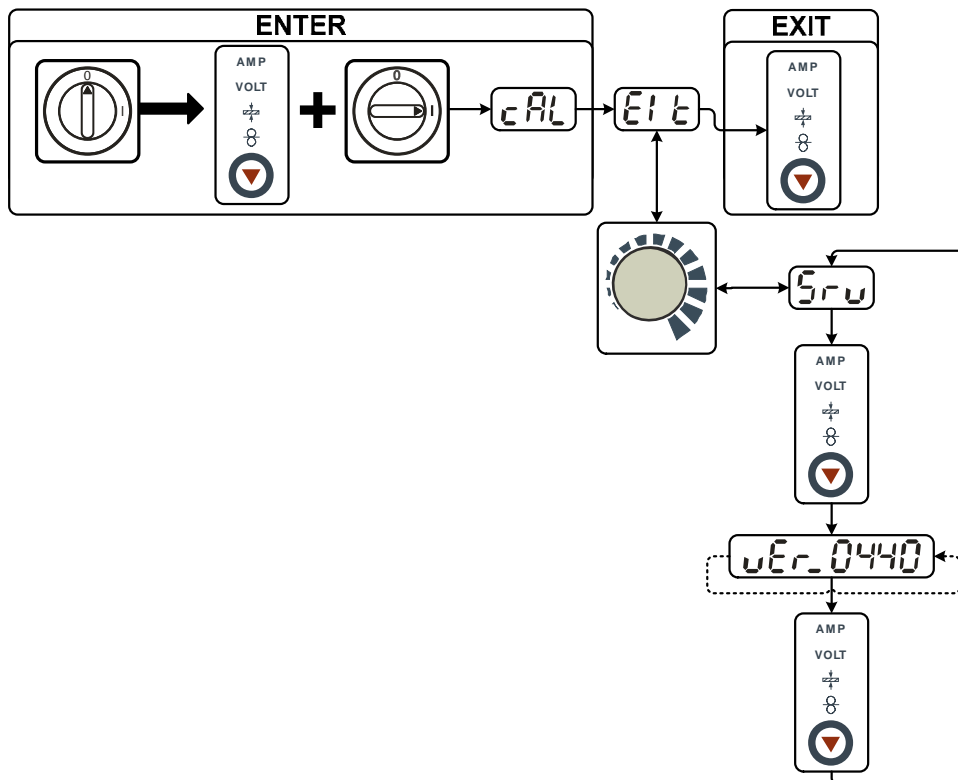 ENTER
EXIT
0
I
AMP
VOLT
0
I
cAL
EIt
AMP
VOLT
Srv
AMP
VOLT
vEr_0440
AMP
VOLT